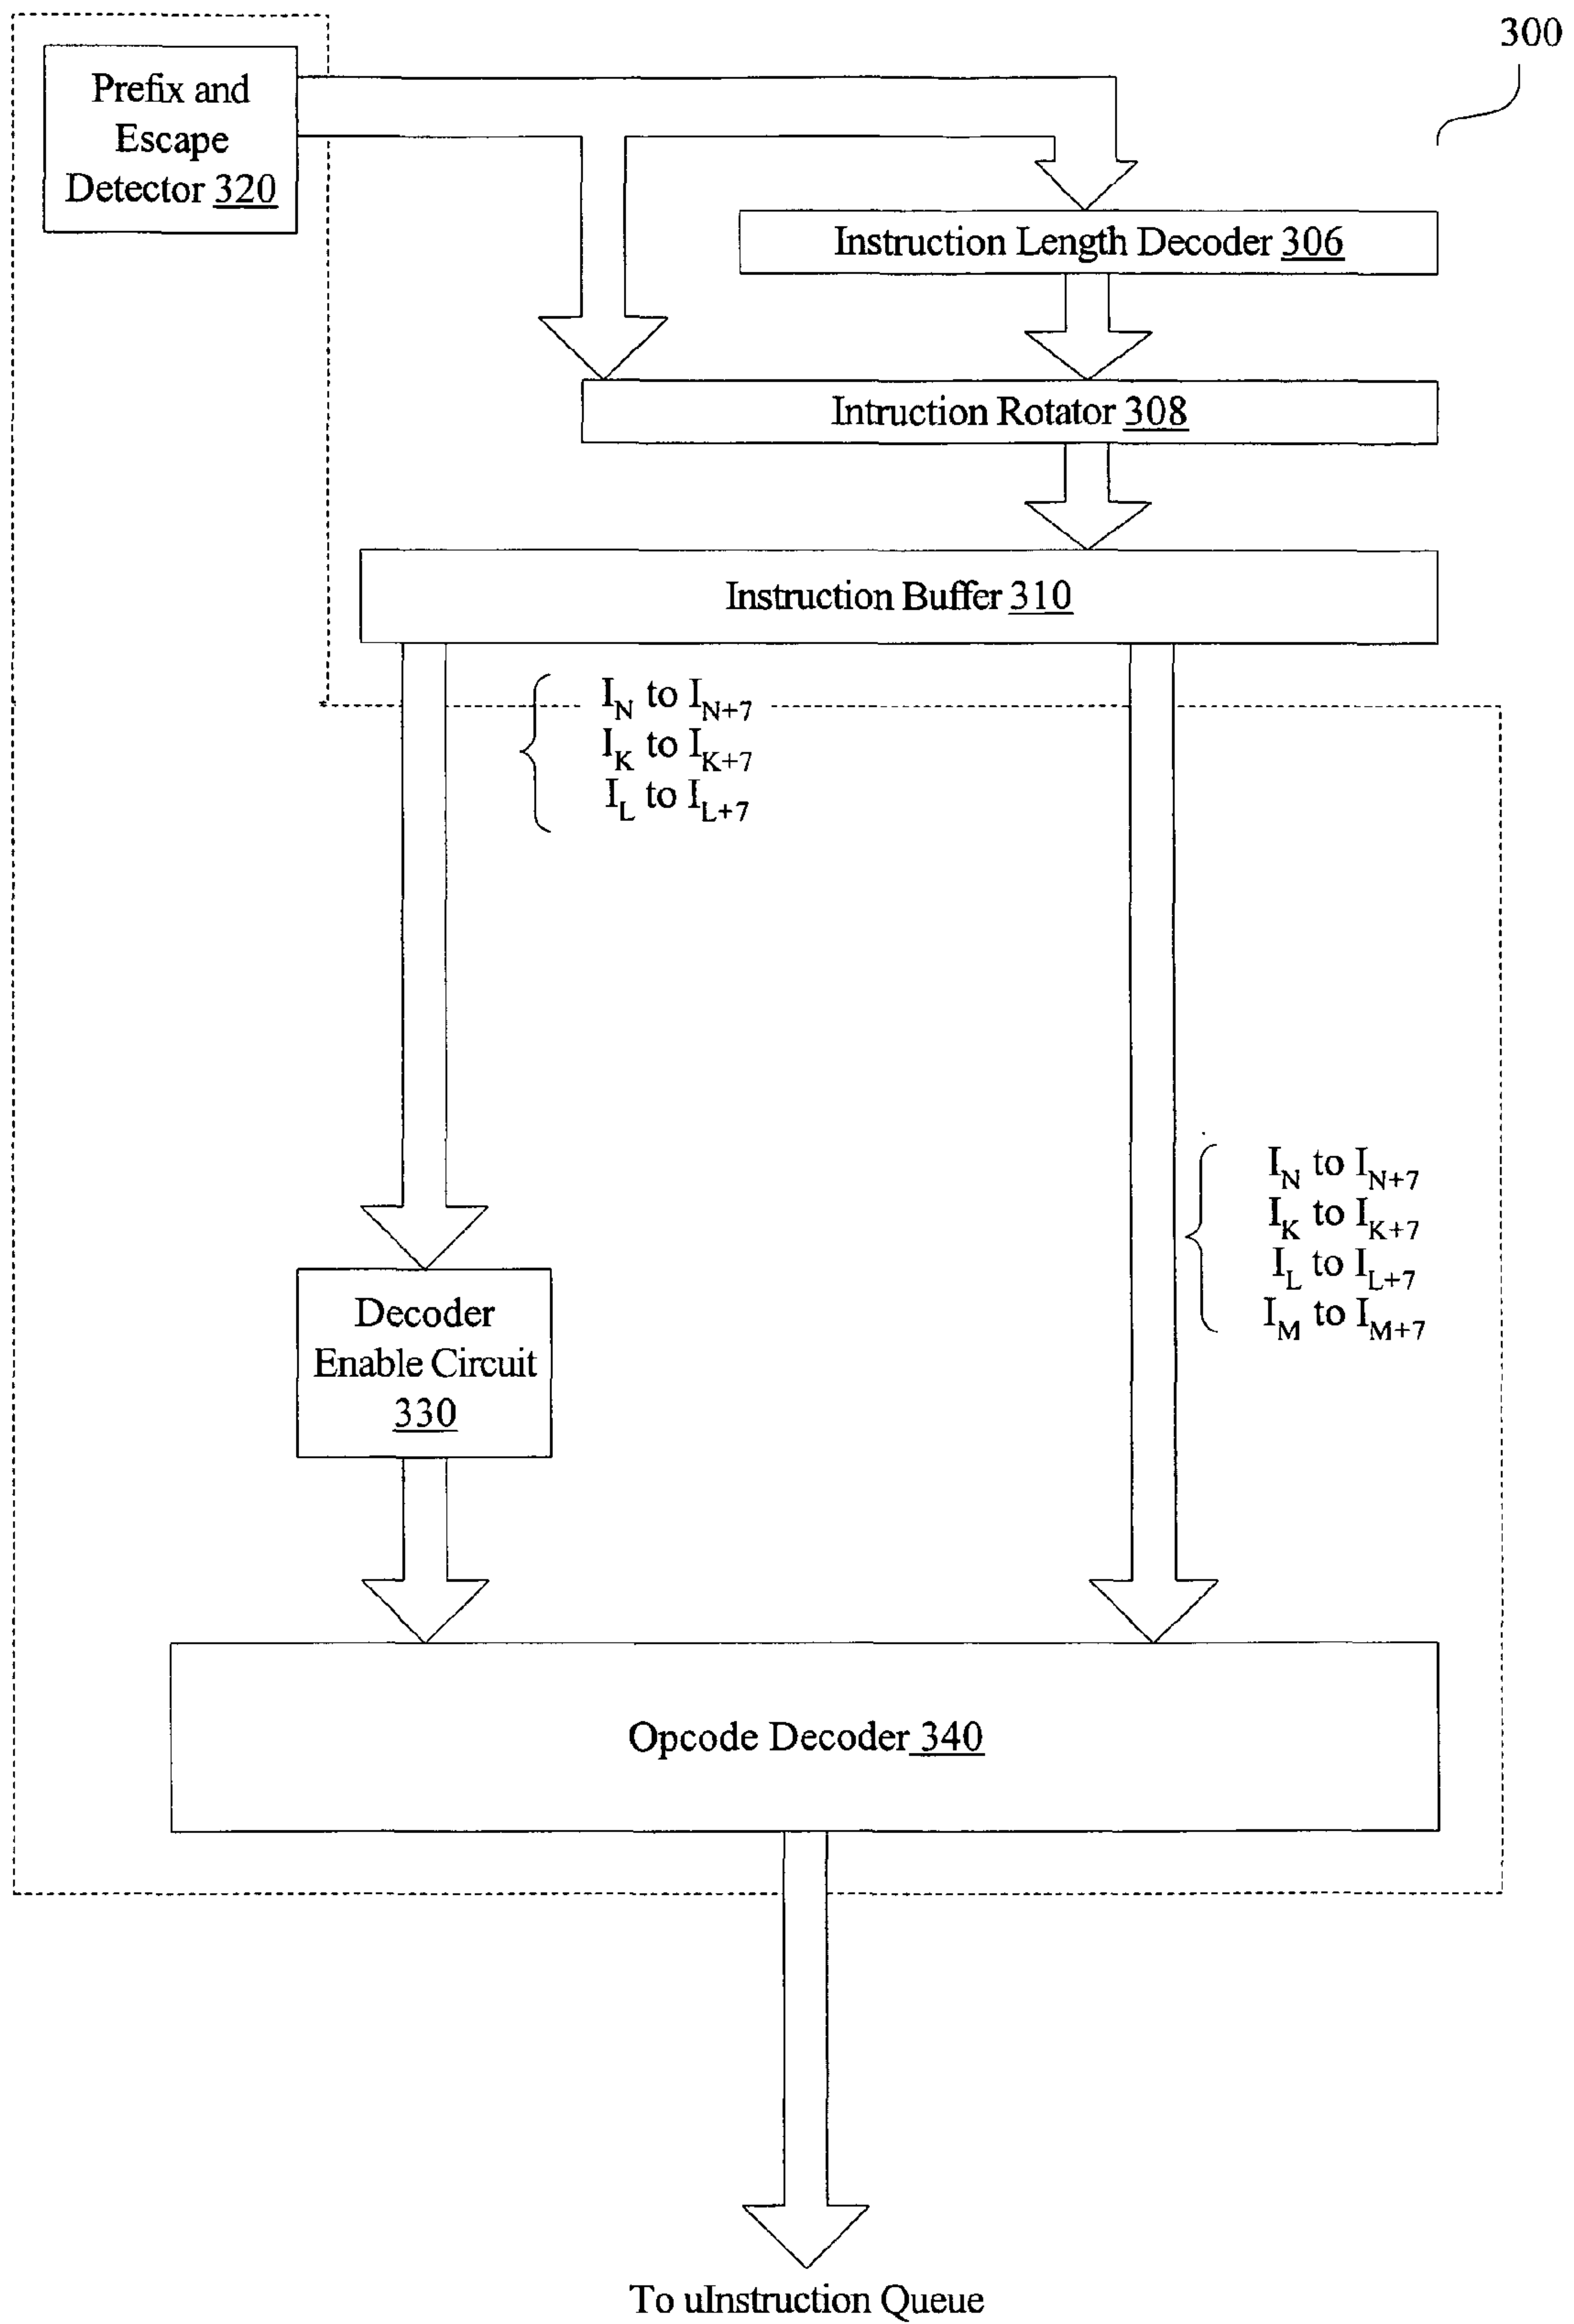 300
Prefix and
Escape
Detector 320
Instruction Length Decoder 306
Intruction Rotator 308
Instruction Buffer 310
I_N to I_N+7
I_K to I_K+7
I_L to I_L+7
I_N to I_N+7
I_K to I_K+7
I_L to I_L+7
I_M to I_M+7
Decoder
Enable Circuit
330
Opcode Decoder 340
To uInstruction Queue